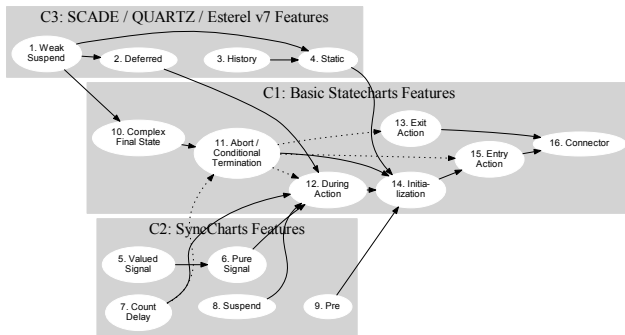 C3: SCADE / QUARTZ / Esterel v7 Features
1. Weak
Suspend
2. Deferred
3. History
4. Static
C1: Basic Statecharts Features
10. Complex
Final State
11. Abort /
Conditional
Termination
13. Exit
Action
16. Connector
15. Entry
Action
12. During
Action
14. Initia-
lization
C2: SyncCharts Features
5. Valued
Signal
6. Pure
Signal
7. Count
Delay
8. Suspend
9. Pre